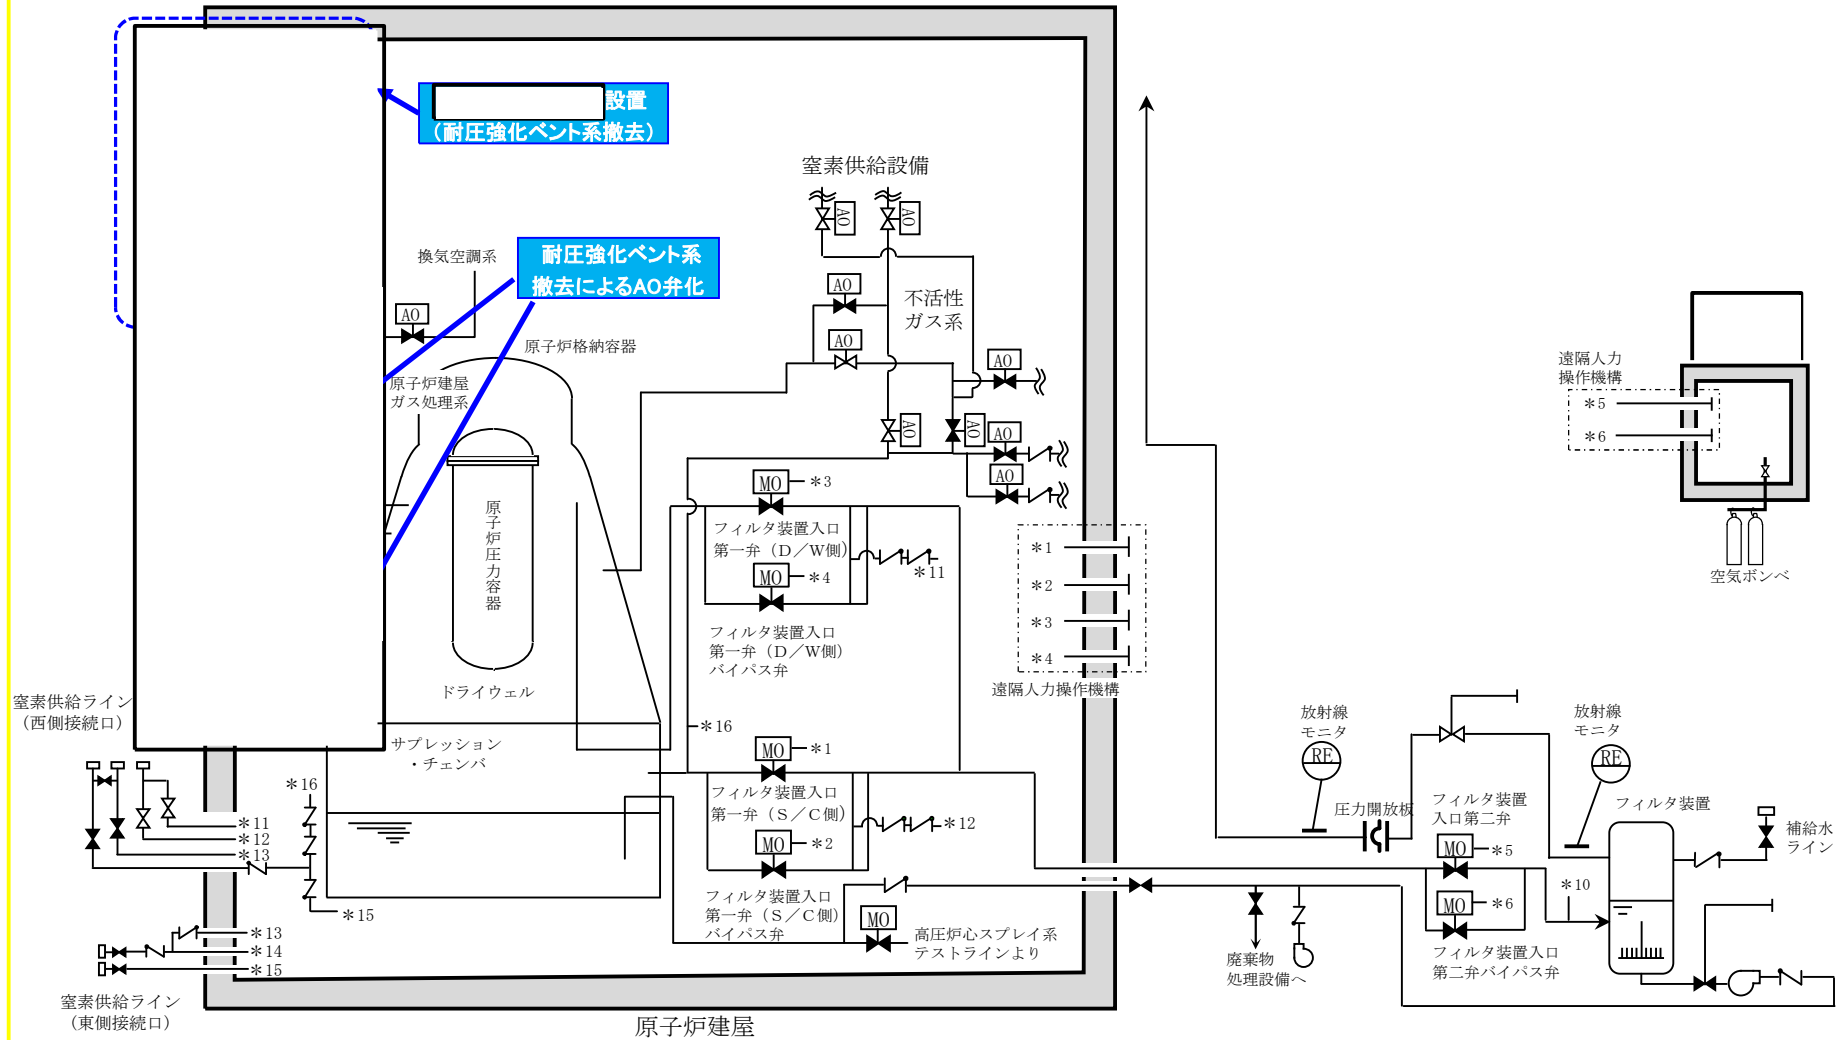 設置
（耐圧強化ベント系撤去）
窒素供給設備
AO
AO
換気空調系
耐圧強化ベント系
撤去によるAO弁化
AO
AO
不活性
ガス系
原子炉格納容器
AO
AO
原子炉建屋
ガス処理系
AO
AO
AO
AO
遠隔人力
操作機構
＊5
＊6
空気ボンベ
MO
＊3
原子炉圧力容器
フィルタ装置入口
第一弁（D／W側）
MO
＊4
＊11
フィルタ装置入口
第一弁（D／W側）
バイパス弁
＊1
＊2
＊3
＊4
遠隔人力操作機構
ドライウェル
窒素供給ライン
（西側接続口）
＊16
サプレッション
・チェンバ
MO
＊1
フィルタ装置入口
第一弁（S／C側）
MO
＊2
＊12
フィルタ装置入口
第一弁（S／C側）
バイパス弁
＊16
＊11
＊12
＊13
＊15
＊13
＊14
＊15
窒素供給ライン
（東側接続口）
MO
高圧炉心スプレイ系
テストラインより
原子炉建屋
放射線
モニタ
RE
放射線
モニタ
RE
圧力開放板
フィルタ装置
入口第二弁
MO
＊5
フィルタ装置
補給水
ライン
＊10
MO
＊6
フィルタ装置入口
第二弁バイパス弁
廃棄物
処理設備へ